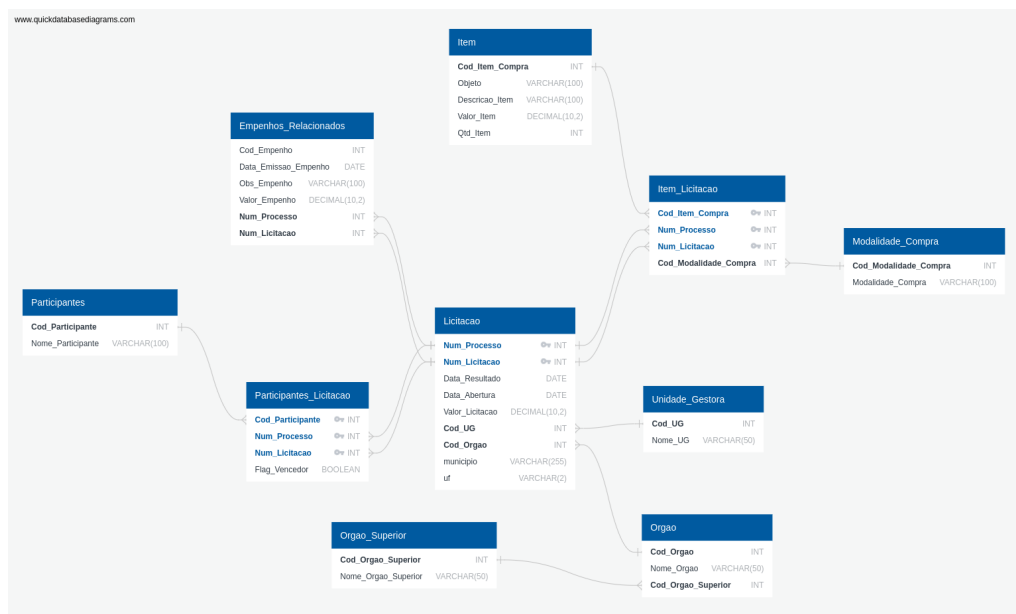 www.quickdatabasediagrams.com
Item
Cod_Item_Compra INT
Objeto VARCHAR(100)
Descricao_Item VARCHAR(100)
Valor_Item DECIMAL(10,2)
Qtd_Item INT
Empenhos_Relacionados
Cod_Empenho INT
Data_Emissao_Empenho DATE
Obs_Empenho VARCHAR(100)
Valor_Empenho DECIMAL(10,2)
Num_Processo INT
Num_Licitacao INT
Item_Licitacao
Cod_Item_Compra INT
Num_Processo INT
Num_Licitacao INT
Cod_Modalidade_Compra INT
Modalidade_Compra
Cod_Modalidade_Compra INT
Modalidade_Compra VARCHAR(100)
Participantes
Cod_Participante INT
Nome_Participante VARCHAR(100)
Licitacao
Num_Processo INT
Num_Licitacao INT
Data_Resultado DATE
Data_Abertura DATE
Valor_Licitacao DECIMAL(10,2)
Cod_UG INT
Cod_Orgao INT
municipio VARCHAR(255)
uf VARCHAR(2)
Participantes_Licitacao
Cod_Participante INT
Num_Processo INT
Num_Licitacao INT
Flag_Vencedor BOOLEAN
Unidade_Gestora
Cod_UG INT
Nome_UG VARCHAR(50)
Orgao_Superior
Cod_Orgao_Superior INT
Nome_Orgao_Superior VARCHAR(50)
Orgao
Cod_Orgao INT
Nome_Orgao VARCHAR(50)
Cod_Orgao_Superior INT